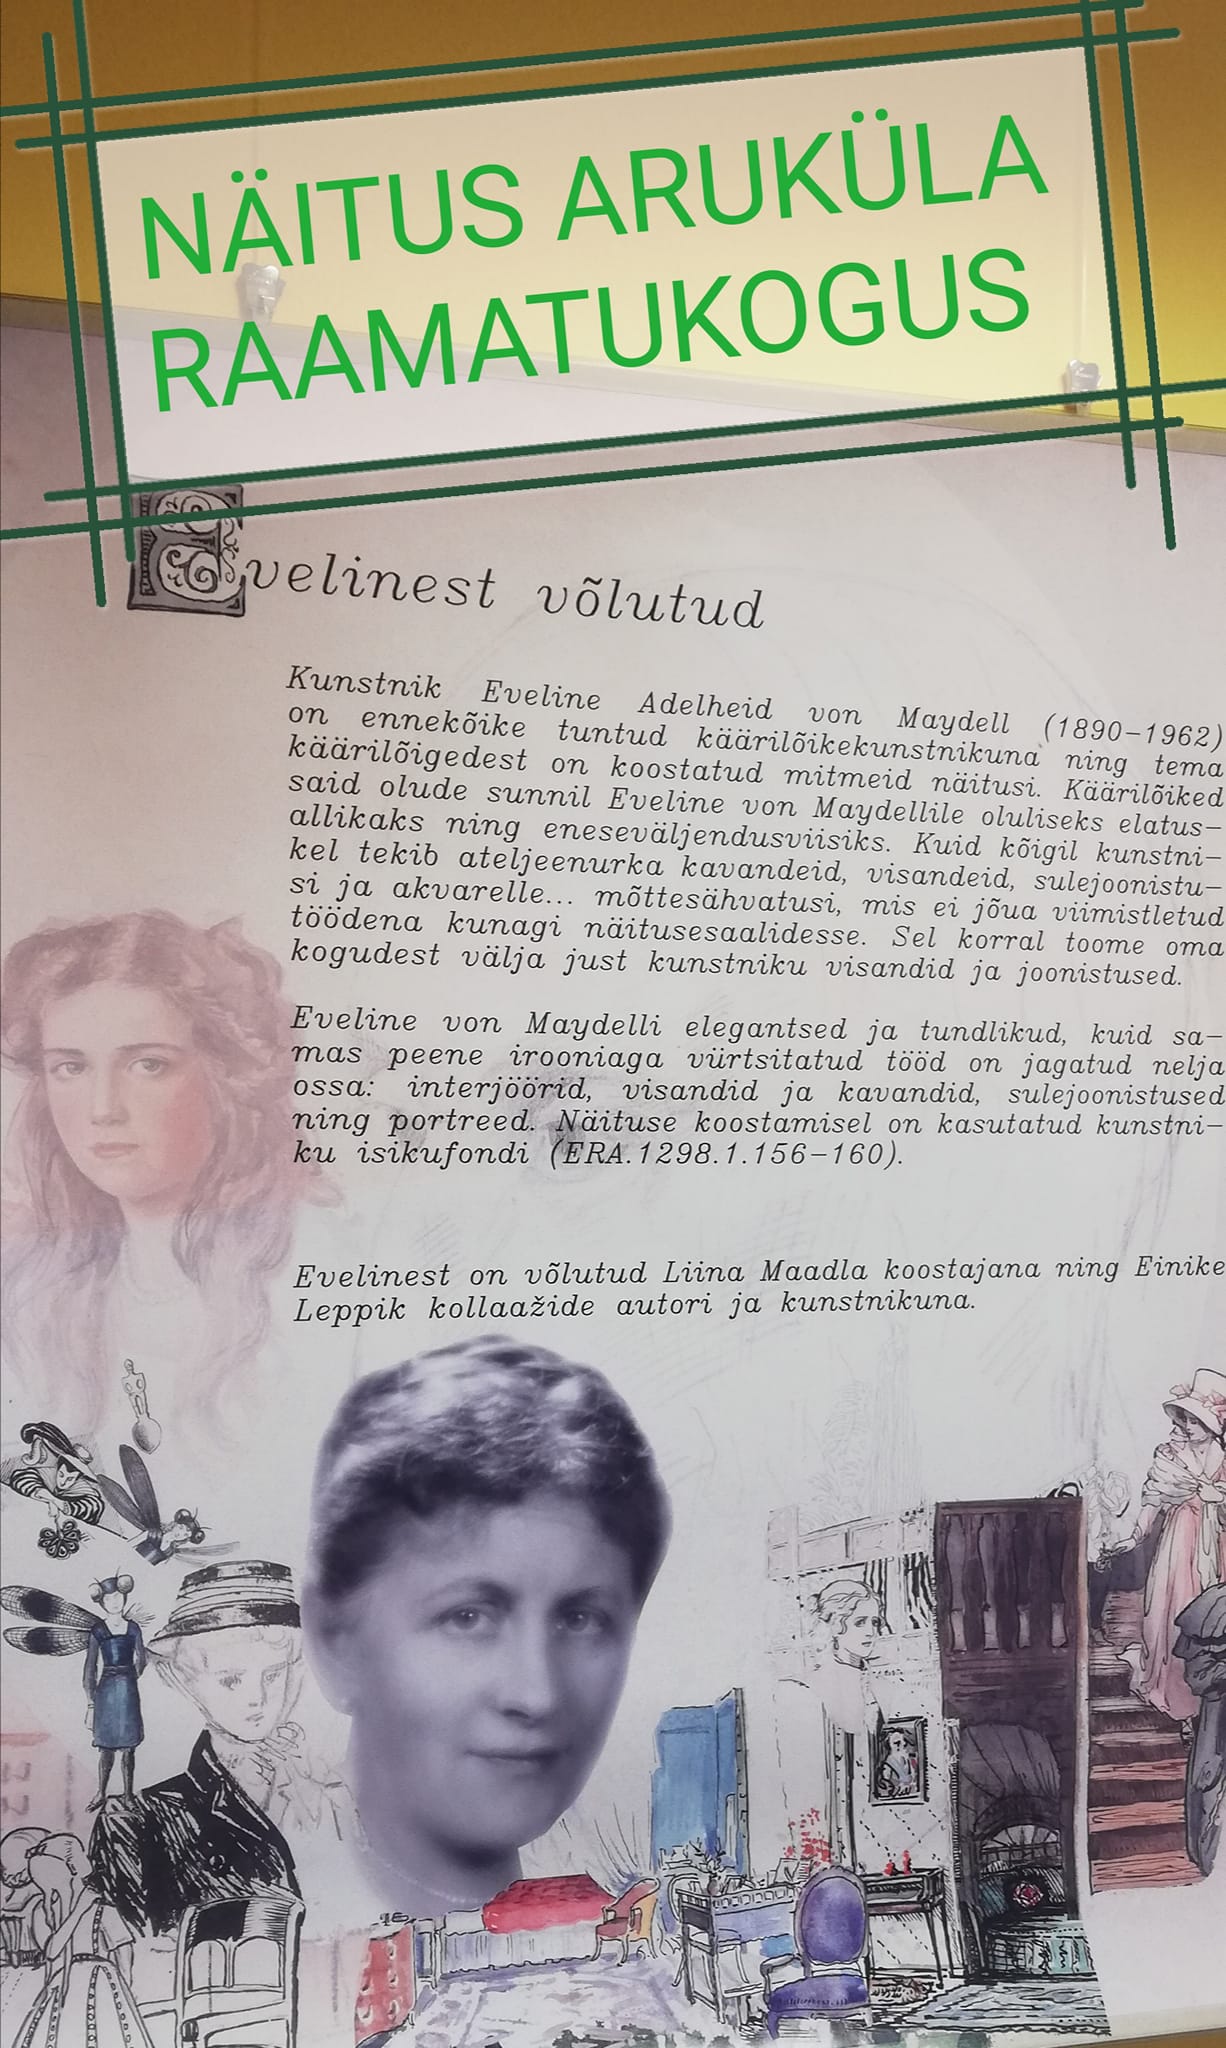 NÄITUS ARUKÜLA
RAAMATUKOGUS
Evelinest võlutud
Kunstnik Eveline Adelheid von Maydell (1890-1962)
on ennekõike tuntud käärilõikekunstnikuna ning tema
käärilõigedest on koostatud mitmeid näitusi. Käärilõiked
said olude sunnil Eveline von Maydellile oluliseks elatus-
allikaks ning eneseväljendusviisiks. Kuid kõigil kunstni-
kel tekib ateljeenurka kavandeid, visandeid, sulejoonistu-
si ja akvarelle... mõttesähvatusi, mis ei jõua viimistletud
töödena kunagi näitusesaalidesse. Sel korral toome oma
kogudest välja just kunstniku visandid ja joonistused.
Eveline von Maydelli elegantsed ja tundlikud, kuid sa-
mas peene irooniaga vürtsitatud tööd on jagatud nelja
ossa: interjöörid, visandid ja kavandid, sulejoonistused
ning portreed. Näituse koostamisel on kasutatud kunstni-
ku isikufondi (ERA.1298.1.156-160).
Evelinest on võlutud Liina Maadla koostajana ning Einike
Leppik kollaažide autori ja kunstnikuna.